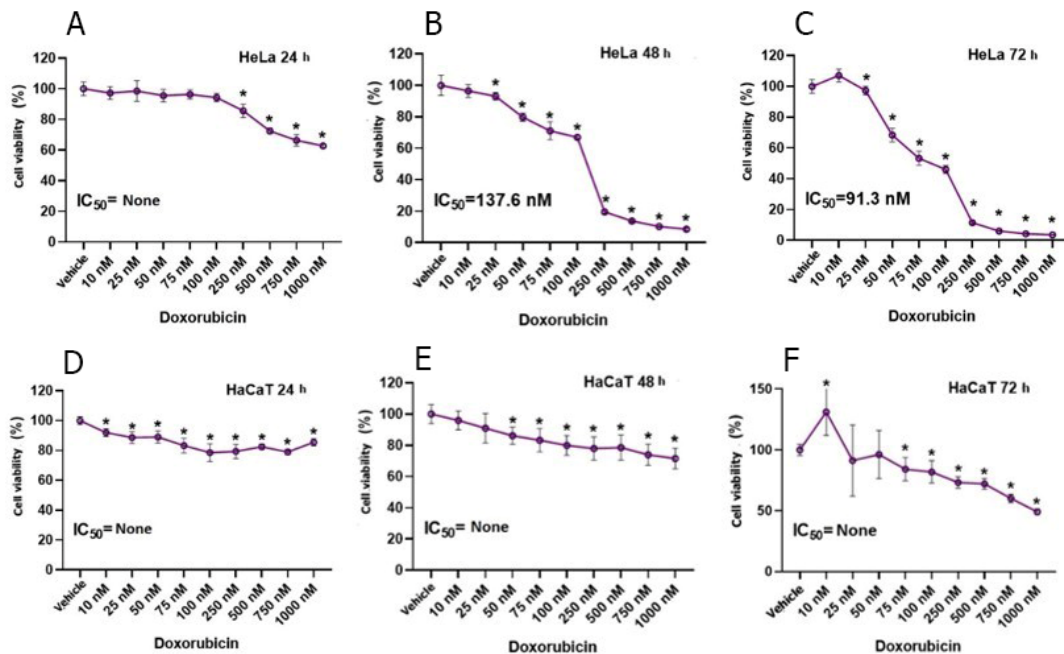 A
HeLa 24 h
Cell viability (%)
120
100
80
60
40
20
0
IC50= None
Vehicle
10 nM
25 nM
50 nM
75 nM
100 nM
250 nM
500 nM
750 nM
1000 nM
* * * *
Doxorubicin
B
HeLa 48 h
Cell viability (%)
120
100
80
60
40
20
0
IC50=137.6 nM
Vehicle
10 nM
25 nM
50 nM
75 nM
100 nM
250 nM
500 nM
750 nM
1000 nM
* * * * * * * *
Doxorubicin
C
HeLa 72 h
Cell viability (%)
120
100
80
60
40
20
0
IC50=91.3 nM
Vehicle
10 nM
25 nM
50 nM
75 nM
100 nM
250 nM
500 nM
750 nM
1000 nM
* * * * * * * *
Doxorubicin
D
HaCaT 24 h
Cell viability (%)
120
100
80
60
40
20
0
IC50= None
Vehicle
10 nM
25 nM
50 nM
75 nM
100 nM
250 nM
500 nM
750 nM
1000 nM
* * * * * * * * *
Doxorubicin
E
HaCaT 48 h
Cell viability (%)
120
100
80
60
40
20
0
IC50= None
Vehicle
10 nM
25 nM
50 nM
75 nM
100 nM
250 nM
500 nM
750 nM
1000 nM
* * * * * * *
Doxorubicin
F
HaCaT 72 h
Cell viability (%)
150
100
50
0
IC50= None
Vehicle
10 nM
25 nM
50 nM
75 nM
100 nM
250 nM
500 nM
750 nM
1000 nM
* * * * * * *
Doxorubicin